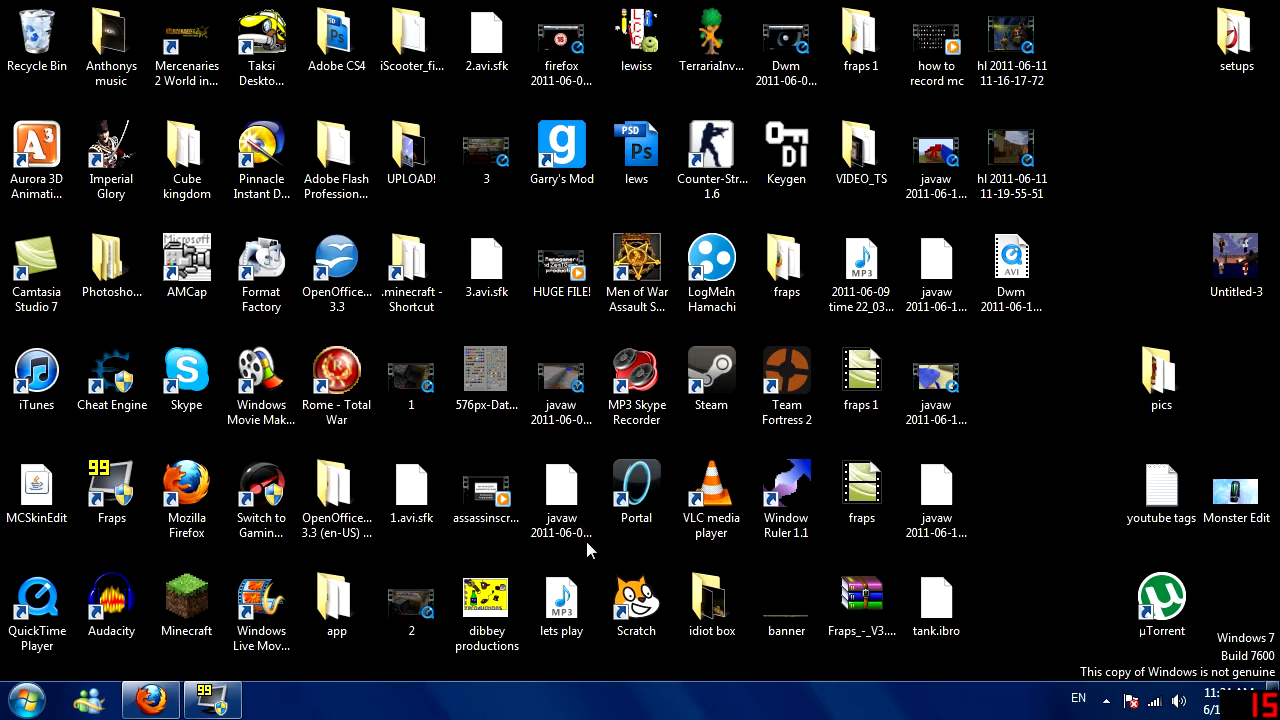 Recycle Bin
Anthonys
music
Mercenaries
2 World in...
Taksi
Deskto...
Adobe CS4
iScooter_fi...
2.avi.sfk
firefox
2011-06-0...
lewiss
TerrariaInv...
Dwm
2011-06-0...
fraps 1
how to
record mc
hl 2011-06-11
11-16-17-72
setups
Aurora 3D
Animati...
Imperial
Glory
Cube
kingdom
Pinnacle
Instant D...
Adobe Flash
Profession...
UPLOAD!
3
Garry's Mod
lews
Counter-Str...
1.6
Keygen
VIDEO_TS
javaw
2011-06-1...
hl 2011-06-11
11-19-55-51
Camtasia
Studio 7
Photosho...
AMCap
Format
Factory
OpenOffice...
3.3
.minecraft -
Shortcut
3.avi.sfk
HUGE FILE!
Men of War
Assault S...
LogMeIn
Hamachi
fraps
2011-06-09
time 22_03...
javaw
2011-06-1...
Dwm
2011-06-1...
Untitled-3
iTunes
Cheat Engine
Skype
Windows
Movie Mak...
Rome - Total
War
1
576px-Dat...
javaw
2011-06-0...
MP3 Skype
Recorder
Steam
Team
Fortress 2
fraps 1
javaw
2011-06-1...
pics
MCSkinEdit
Fraps
Mozilla
Firefox
Switch to
Gamin...
OpenOffice...
3.3 (en-US) ...
1.avi.sfk
assassinscr...
javaw
2011-06-0...
Portal
VLC media
player
Window
Ruler 1.1
fraps
javaw
2011-06-1...
youtube tags
Monster Edit
QuickTime
Player
Audacity
Minecraft
Windows
Live Mov...
app
2
dibbey
productions
lets play
Scratch
idiot box
banner
Fraps_-_V3....
tank.ibro
µTorrent
Windows 7
Build 7600
This copy of Windows is not genuine
EN
15